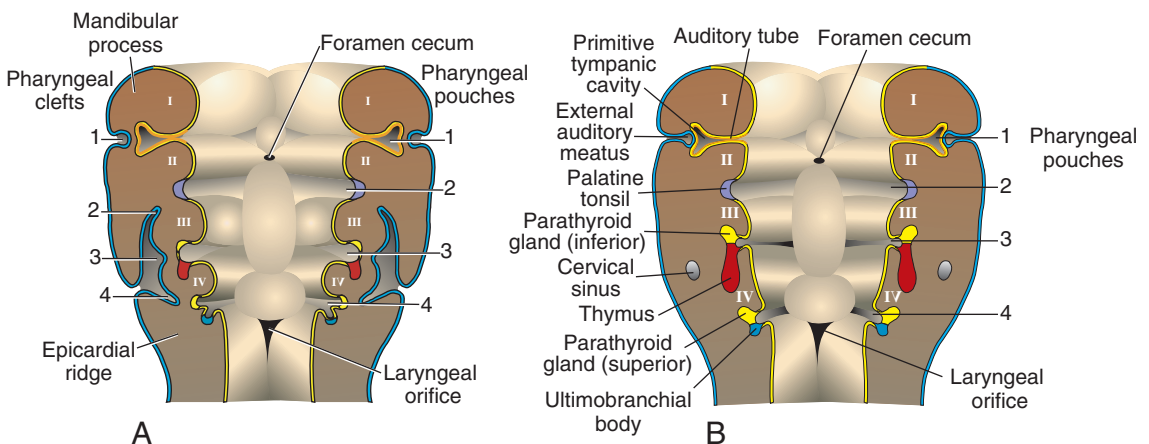 Mandibular
process
Foramen cecum
Pharyngeal
clefts
Pharyngeal
pouches
I
I
1
1
II
II
2
2
III
III
3
3
IV
IV
4
4
Epicardial
ridge
Laryngeal
orifice
A
Primitive
tympanic
cavity
Auditory tube
Foramen cecum
External
auditory
meatus
I
I
1
Pharyngeal
pouches
II
II
Palatine
tonsil
2
III
III
Parathyroid
gland (inferior)
3
Cervical
sinus
IV
IV
Thymus
4
Parathyroid
gland (superior)
Laryngeal
orifice
Ultimobranchial
body
B